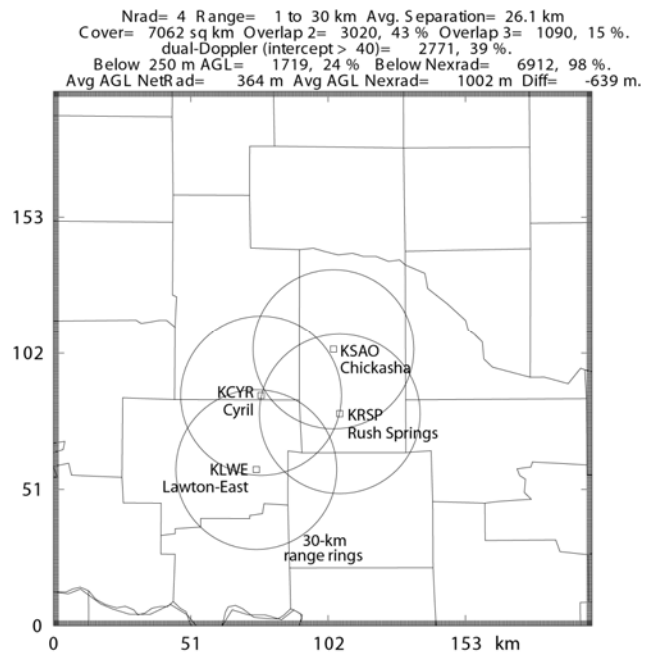 Nrad= 4 Range= 1 to 30 km Avg. Separation= 26.1 km
Cover= 7062 sq km Overlap 2= 3020, 43 % Overlap 3= 1090, 15 %.
dual-Doppler (intercept > 40)= 2771, 39 %.
Below 250 m AGL= 1719, 24 % Below Nexrad= 6912, 98 %.
Avg AGL NetRad= 364 m Avg AGL Nexrad= 1002 m Diff= -639 m.
153
102
KSAO
Chickasha
KCYR
Cyril
KRSP
Rush Springs
51
KLWE
Lawton-East
30-km
range rings
0
0 51 102 153 km